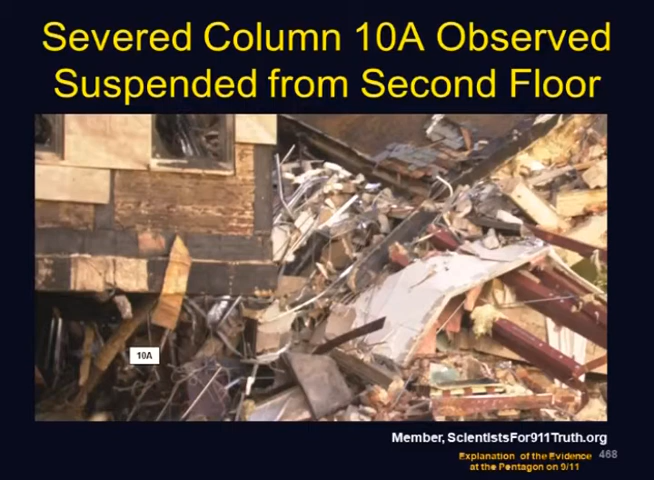 Severed Column 10A Observed
Suspended from Second Floor
10A
Member, ScientistsFor911Truth.org
Explanation of the Evidence 468
at the Pentagon on 9/11